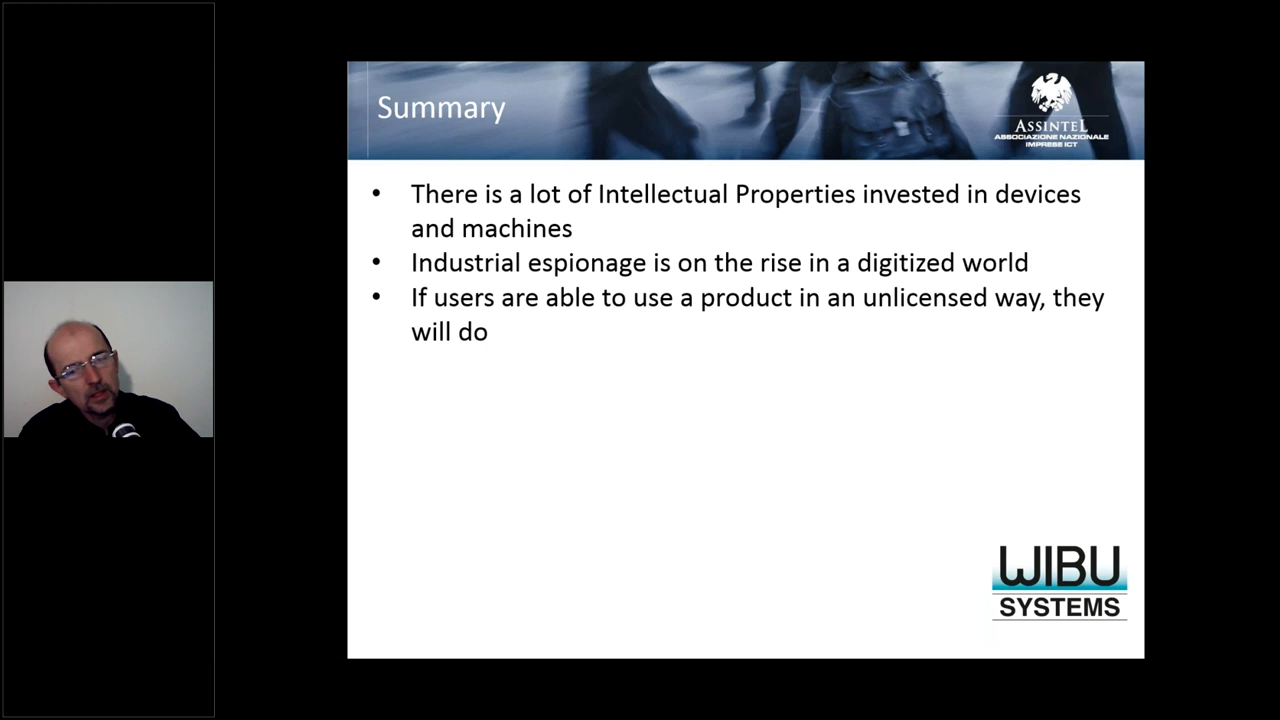 Summary
ASSINTEL
ASSOCIAZIONE NAZIONALE
IMPRESE ICT
• There is a lot of Intellectual Properties invested in devices
and machines
• Industrial espionage is on the rise in a digitized world
• If users are able to use a product in an unlicensed way, they
will do
WIBU
SYSTEMS